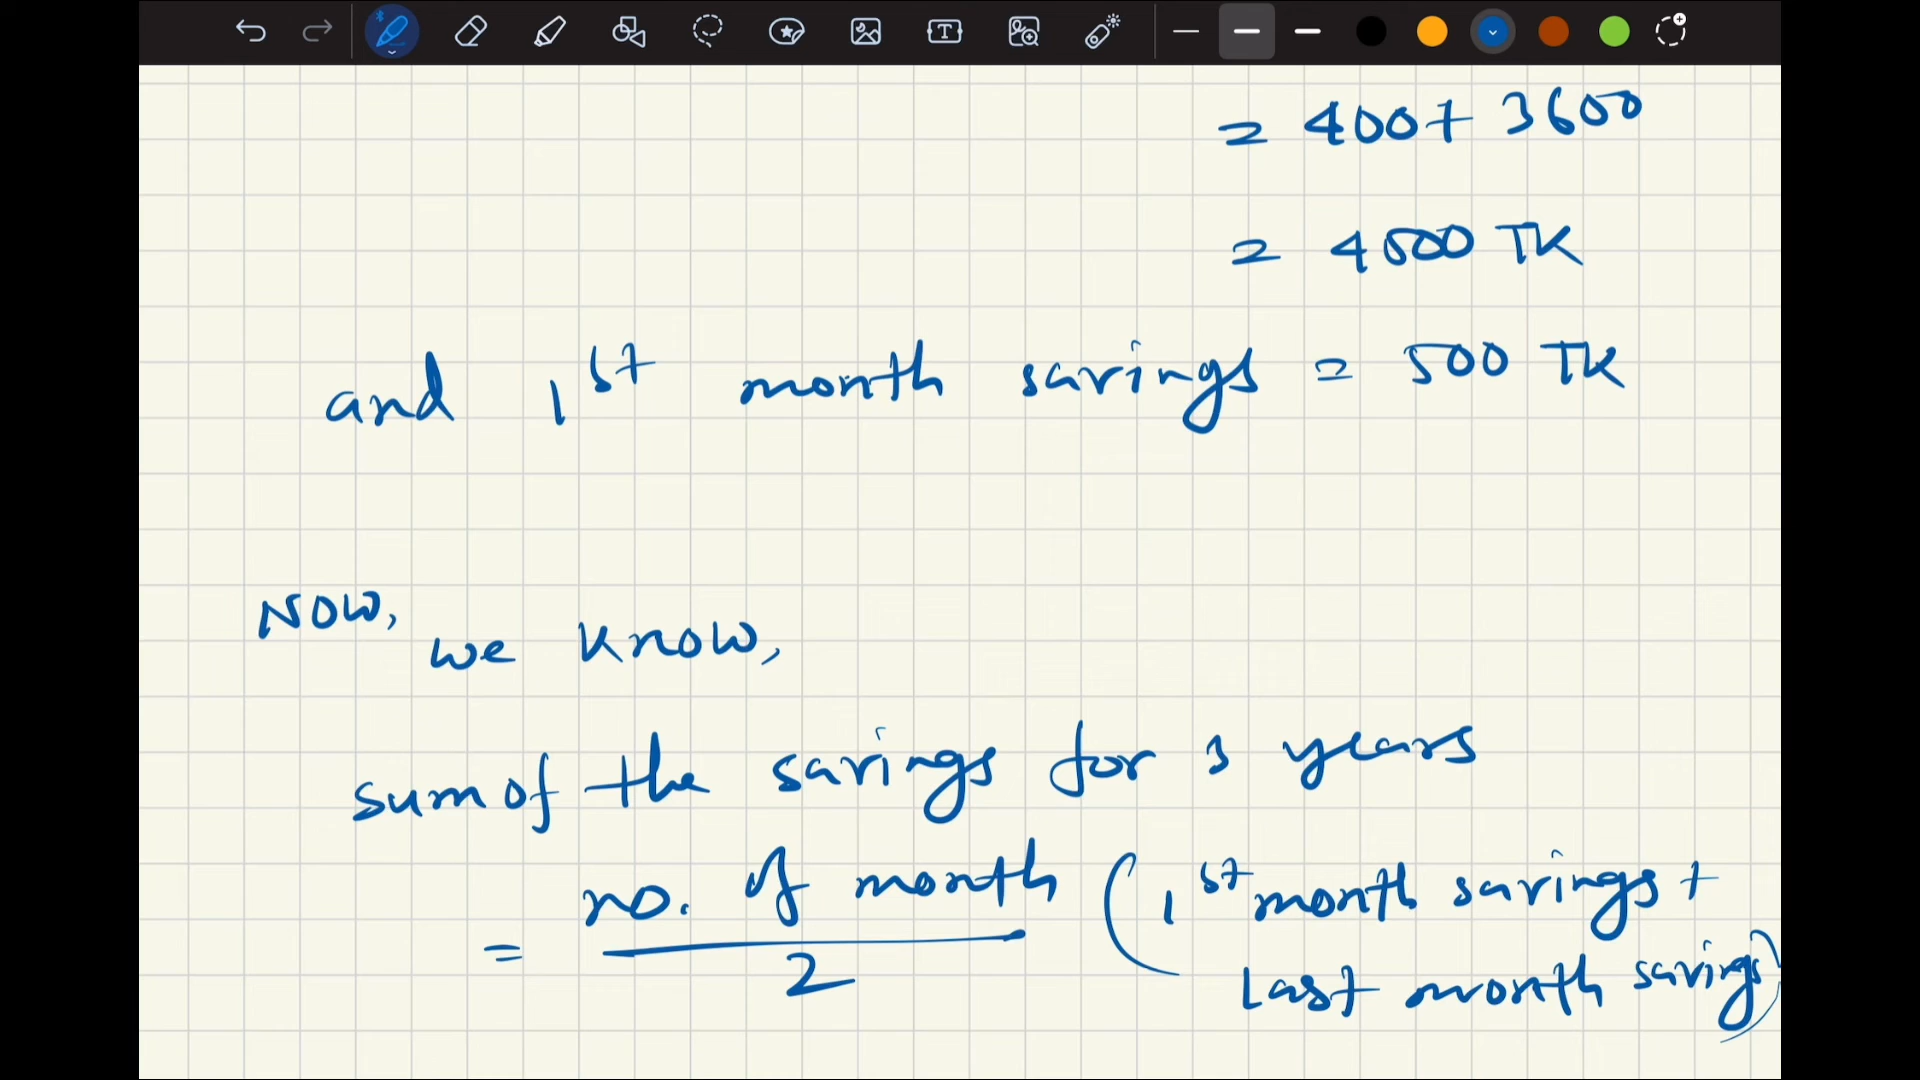 = 400+ 3600
= 4000 TK
and 1st month savings = 500 TK
Now, we know,
sum of the savings for 3 years
= no. of month / 2 (1st month savings +
Last month savings)